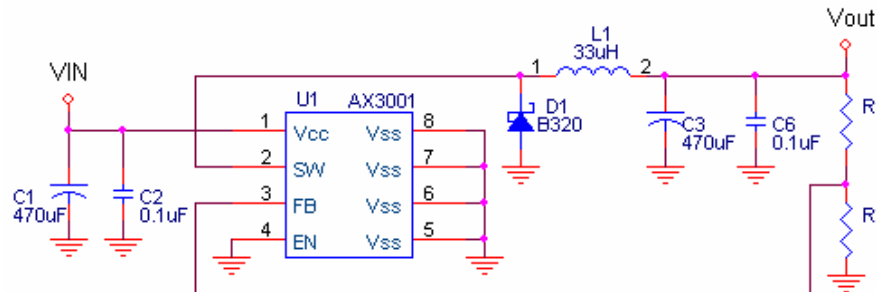 VIN
Vout
U1 AX3001
1 Vcc Vss 8
2 SW Vss 7
3 FB Vss 6
4 EN Vss 5
C1
470uF
C2
0.1uF
1 L1 2
33uH
D1
B320
C3
470uF
C6
0.1uF
R
R